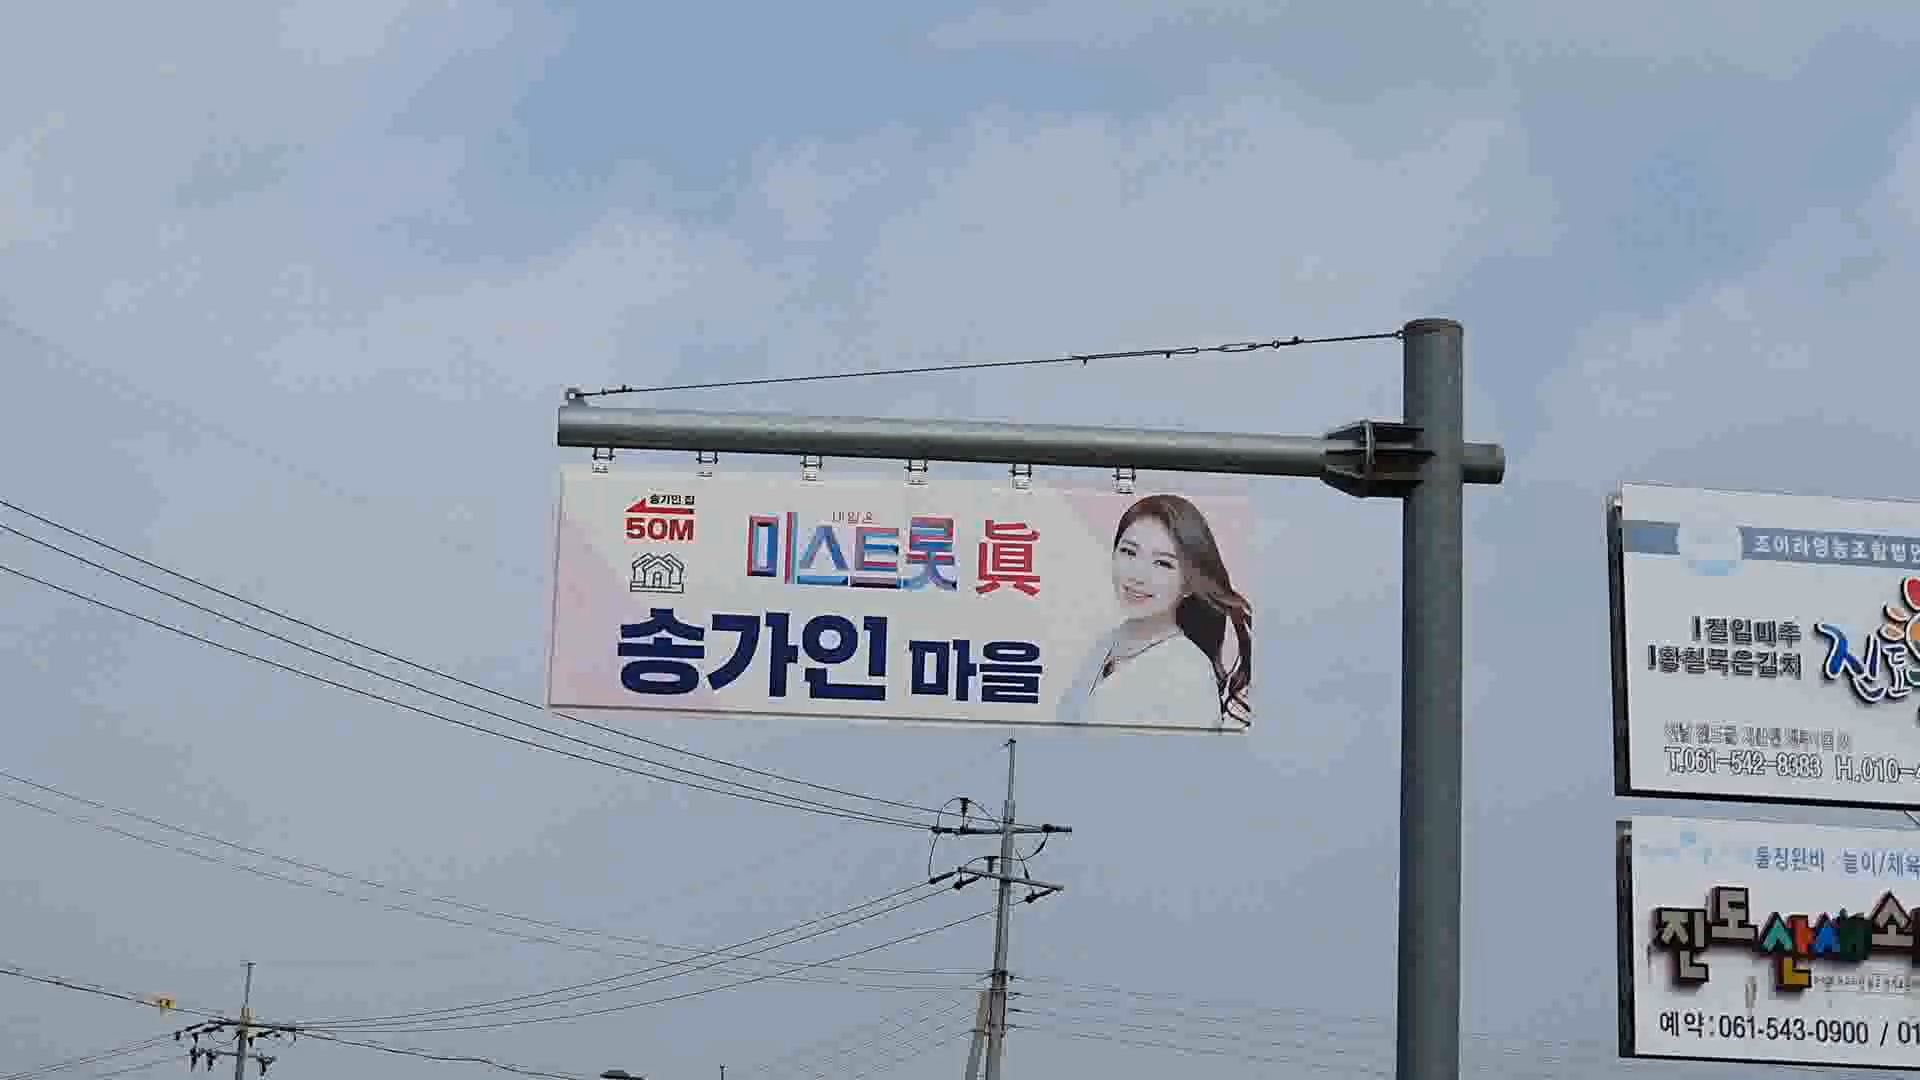 송가인 집
50M
내일은
미스트롯 眞
송가인 마을
조이라영농조합법인
절임배추
황칠묵은김치
T.061-542-8383 H.010-
진도
예약:061-543-0900 / 01